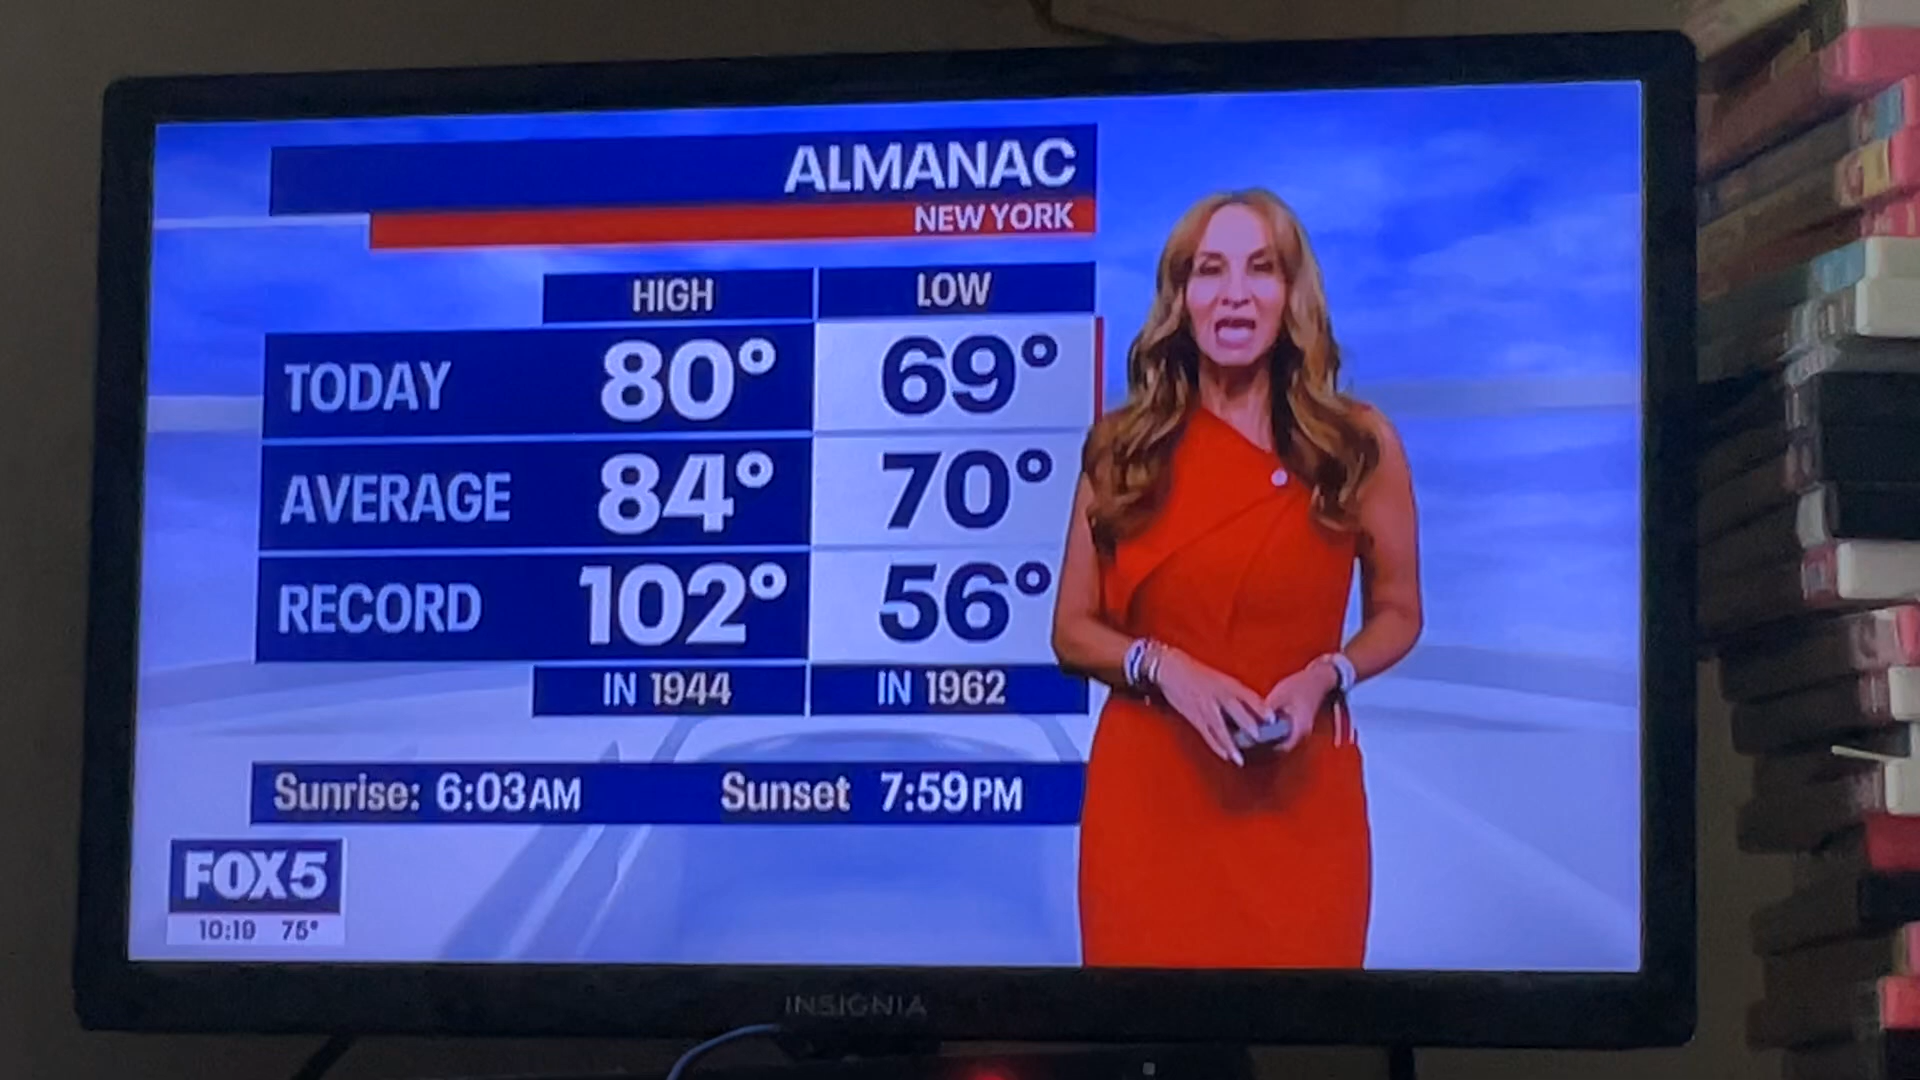 ALMANAC
NEW YORK
HIGH LOW
TODAY 80° 69°
AVERAGE 84° 70°
RECORD 102° 56°
IN 1944 IN 1962
Sunrise: 6:03AM Sunset 7:59PM
FOX5
10:19 75°
INSIGNIA